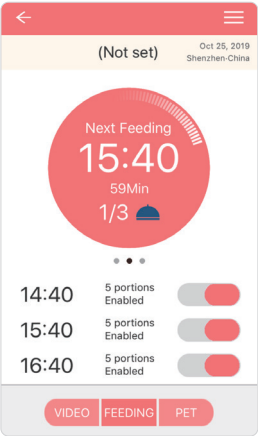 (Not set)
Oct 25, 2019
Shenzhen-China
Next Feeding
15:40
59Min
1/3
14:40
5 portions
Enabled
15:40
5 portions
Enabled
16:40
5 portions
Enabled
VIDEO FEEDING PET